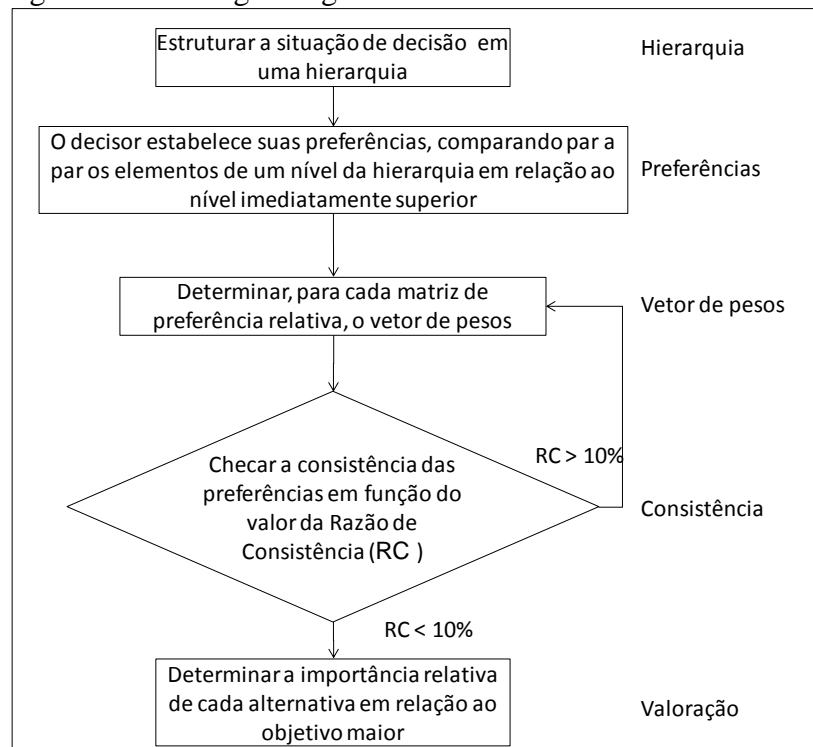 Estruturar a situação de decisão em
uma hierarquia
Hierarquia
O decisor estabelece suas preferências, comparando par a
par os elementos de um nível da hierarquia em relação ao
nível imediatamente superior
Preferências
Determinar, para cada matriz de
preferência relativa, o vetor de pesos
Vetor de pesos
Checar a consistência das
preferências em função do
valor da Razão de
Consistência (RC )
RC > 10%
Consistência
RC < 10%
Determinar a importância relativa
de cada alternativa em relação ao
objetivo maior
Valoração